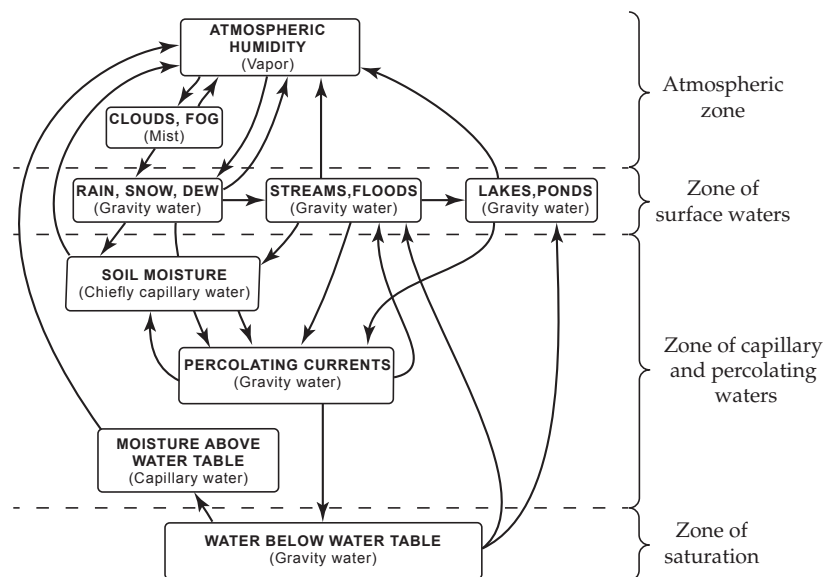 ATMOSPHERIC
HUMIDITY
(Vapor)
CLOUDS, FOG
(Mist)
Atmospheric
zone
RAIN, SNOW, DEW
(Gravity water)
STREAMS,FLOODS
(Gravity water)
LAKES,PONDS
(Gravity water)
Zone of
surface waters
SOIL MOISTURE
(Chiefly capillary water)
PERCOLATING CURRENTS
(Gravity water)
Zone of capillary
and percolating
waters
MOISTURE ABOVE
WATER TABLE
(Capillary water)
WATER BELOW WATER TABLE
(Gravity water)
Zone of
saturation